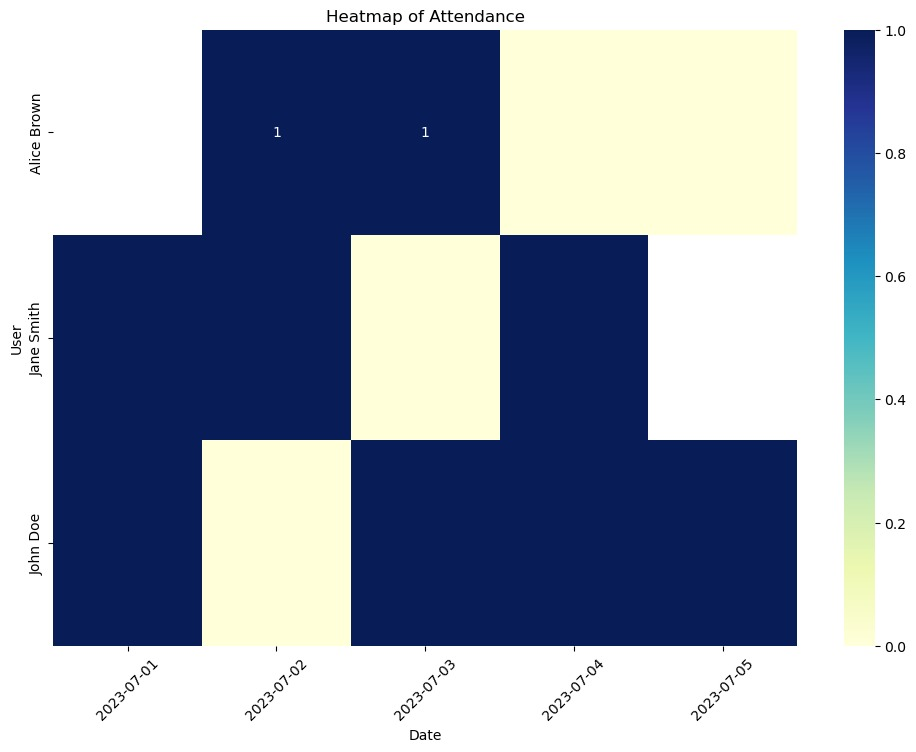 Heatmap of Attendance
User
Alice Brown
1 1
Jane Smith
John Doe
2023-07-01 2023-07-02 2023-07-03 2023-07-04 2023-07-05
Date
1.0
0.8
0.6
0.4
0.2
0.0